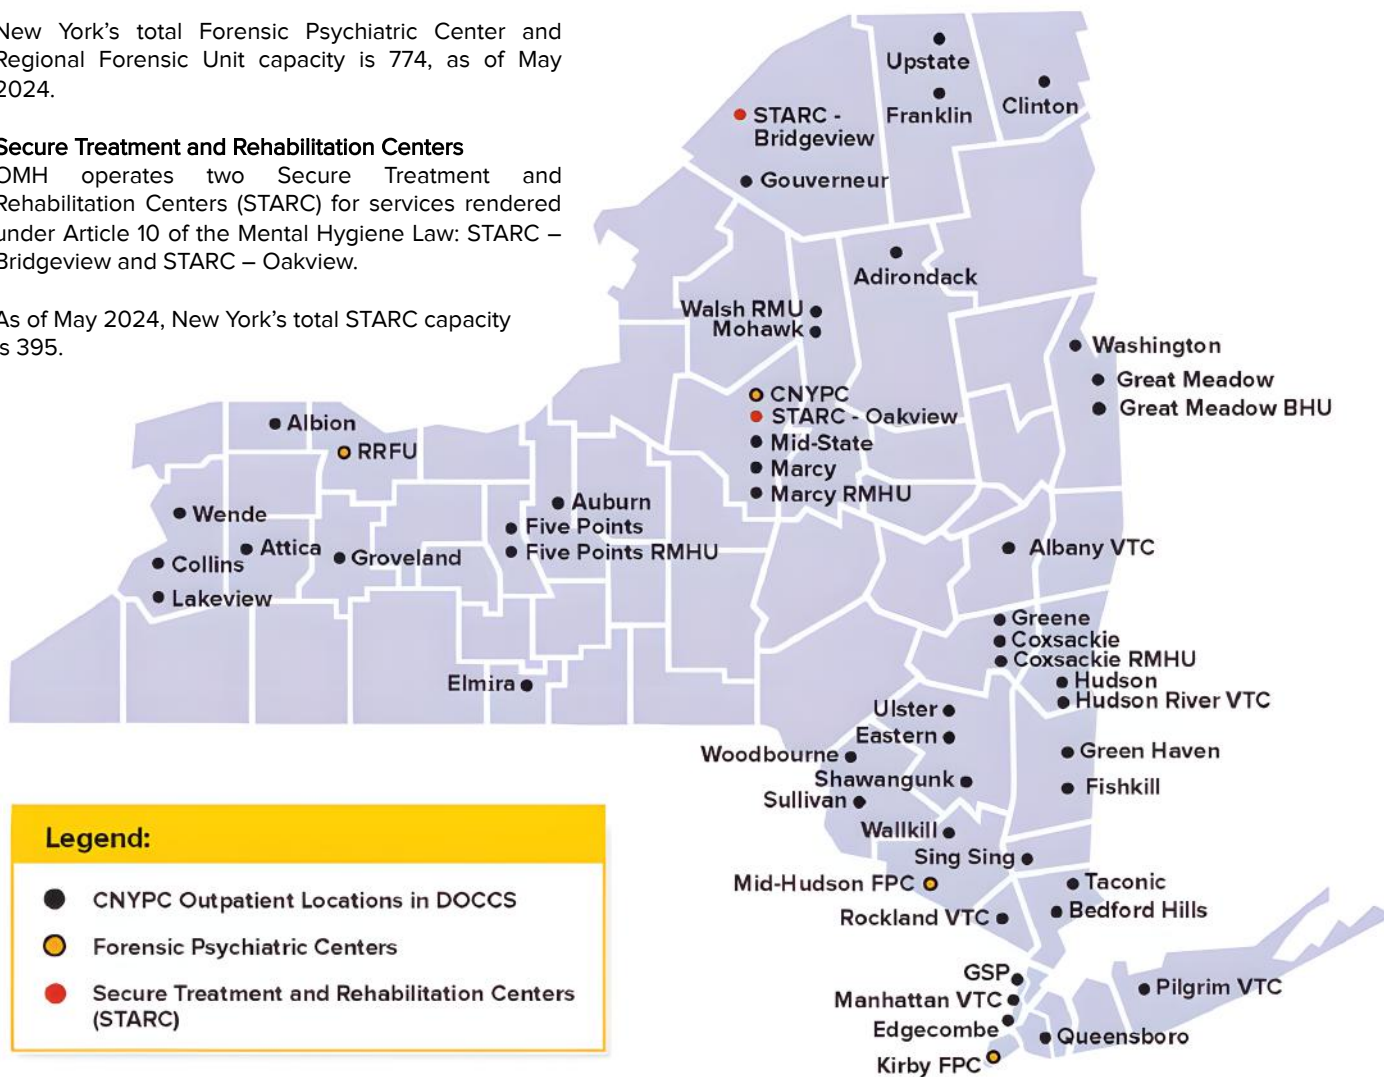 New York's total Forensic Psychiatric Center and
Regional Forensic Unit capacity is 774, as of May
2024.
Secure Treatment and Rehabilitation Centers
OMH operates two Secure Treatment and
Rehabilitation Centers (STARC) for services rendered
under Article 10 of the Mental Hygiene Law: STARC –
Bridgeview and STARC – Oakview.
As of May 2024, New York's total STARC capacity
is 395.
Upstate
Franklin
Clinton
STARC -
Bridgeview
Gouverneur
Adirondack
Walsh RMU
Mohawk
Washington
Great Meadow
Great Meadow BHU
CNYPC
STARC - Oakview
Mid-State
Marcy
Marcy RMHU
Albion
RRFU
Wende
Attica
Collins
Groveland
Lakeview
Auburn
Five Points
Five Points RMHU
Elmira
Albany VTC
Greene
Coxsackie
Coxsackie RMHU
Hudson
Hudson River VTC
Ulster
Eastern
Woodbourne
Green Haven
Shawangunk
Fishkill
Sullivan
Wallkill
Sing Sing
Mid-Hudson FPC
Taconic
Rockland VTC
Bedford Hills
GSP
Manhattan VTC
Pilgrim VTC
Edgecombe
Queensboro
Kirby FPC
Legend:
CNYPC Outpatient Locations in DOCCS
Forensic Psychiatric Centers
Secure Treatment and Rehabilitation Centers
(STARC)